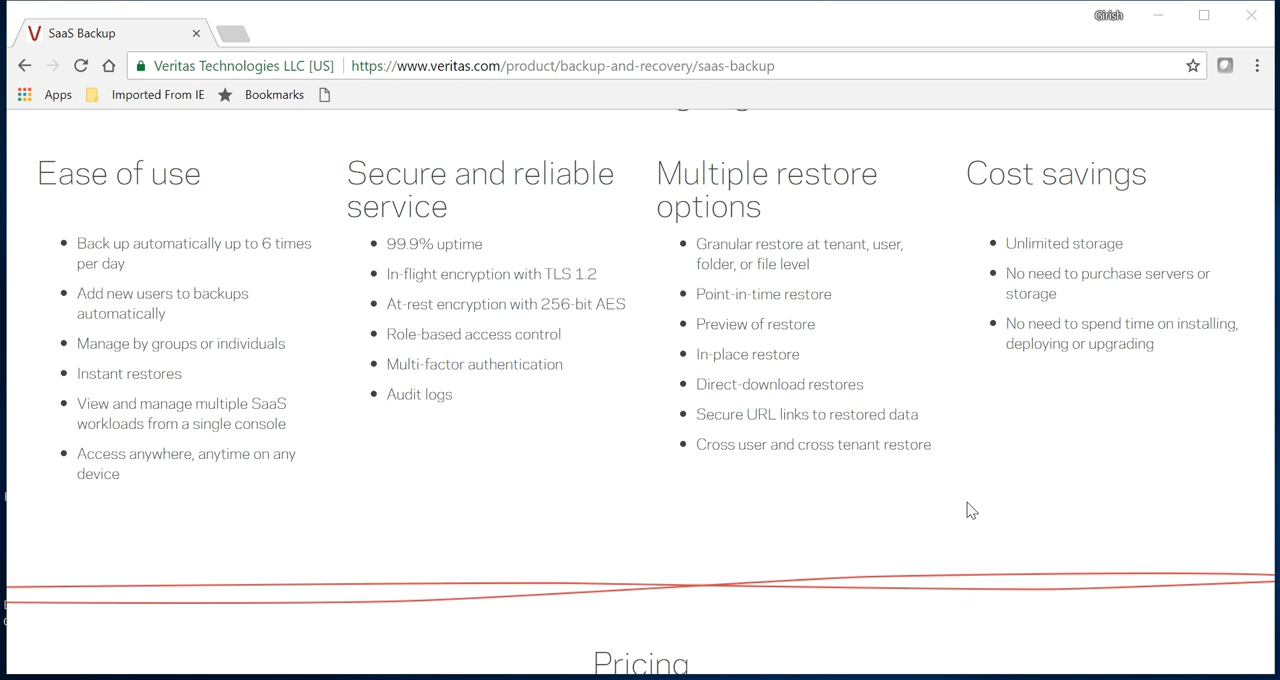 Girish
SaaS Backup
Veritas Technologies LLC [US] https://www.veritas.com/product/backup-and-recovery/saas-backup
Apps Imported From IE Bookmarks
Ease of use
Back up automatically up to 6 times
per day
Add new users to backups
automatically
Manage by groups or individuals
Instant restores
View and manage multiple SaaS
workloads from a single console
Access anywhere, anytime on any
device
Secure and reliable
service
99.9% uptime
In-flight encryption with TLS 1.2
At-rest encryption with 256-bit AES
Role-based access control
Multi-factor authentication
Audit logs
Multiple restore
options
Granular restore at tenant, user,
folder, or file level
Point-in-time restore
Preview of restore
In-place restore
Direct-download restores
Secure URL links to restored data
Cross user and cross tenant restore
Cost savings
Unlimited storage
No need to purchase servers or
storage
No need to spend time on installing,
deploying or upgrading
Pricing